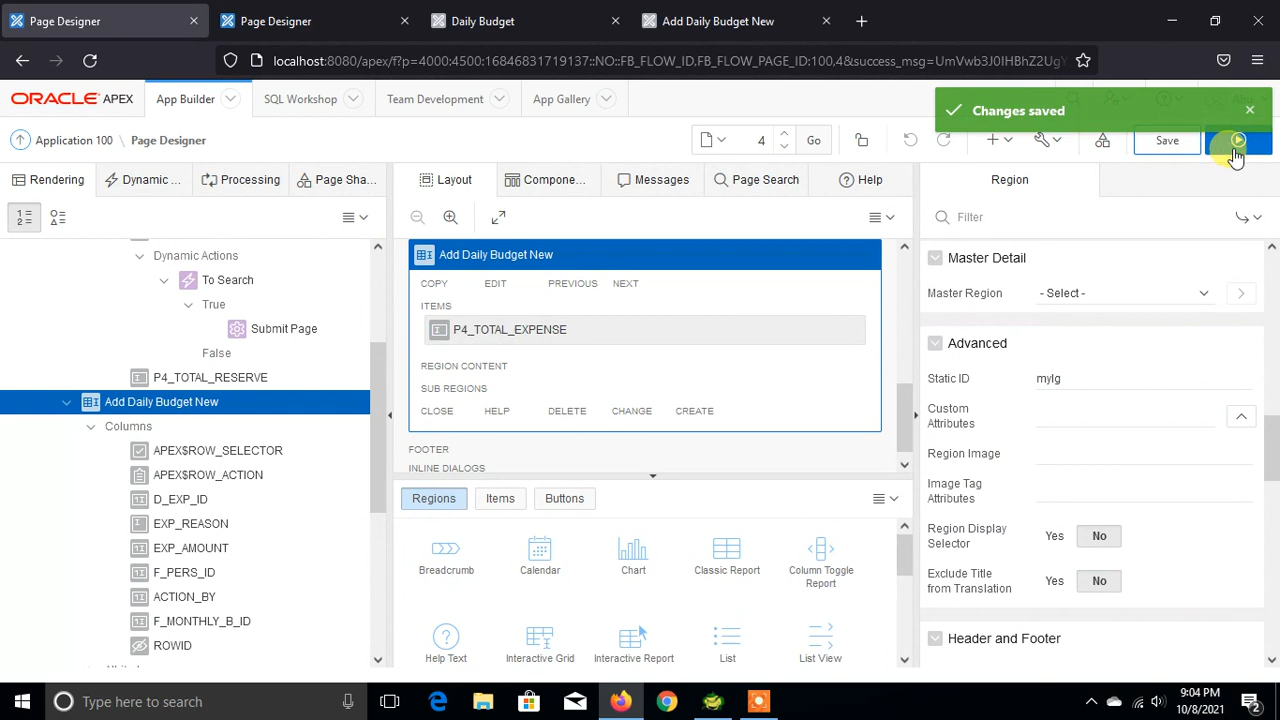 Page Designer
Page Designer
Daily Budget
Add Daily Budget New
localhost:8080/apex/f?p=4000:4500:16846831719137::NO::FB_FLOW_ID,FB_FLOW_PAGE_ID:100,4&success_msg=UmVwb3J0IHBhZ2Ug
ORACLE APEX
App Builder
SQL Workshop
Team Development
App Gallery
Changes saved
Application 100
Page Designer
4
Go
Save
Rendering
Dynamic ...
Processing
Page Sha...
Layout
Compone...
Messages
Page Search
Help
Region
Filter
Dynamic Actions
To Search
True
Submit Page
False
P4_TOTAL_RESERVE
Add Daily Budget New
Columns
APEX$ROW_SELECTOR
APEX$ROW_ACTION
D_EXP_ID
EXP_REASON
EXP_AMOUNT
F_PERS_ID
ACTION_BY
F_MONTHLY_B_ID
ROWID
Add Daily Budget New
COPY
EDIT
PREVIOUS
NEXT
ITEMS
P4_TOTAL_EXPENSE
REGION CONTENT
SUB REGIONS
CLOSE
HELP
DELETE
CHANGE
CREATE
FOOTER
INLINE DIALOGS
Regions
Items
Buttons
Breadcrumb
Calendar
Chart
Classic Report
Column Toggle
Report
Help Text
Interactive Grid
Interactive Report
List
List View
Master Detail
Master Region
- Select -
Advanced
Static ID
myIg
Custom
Attributes
Region Image
Image Tag
Attributes
Region Display
Selector
Yes
No
Exclude Title
from Translation
Yes
No
Header and Footer
Type here to search
9:04 PM
10/8/2021
2